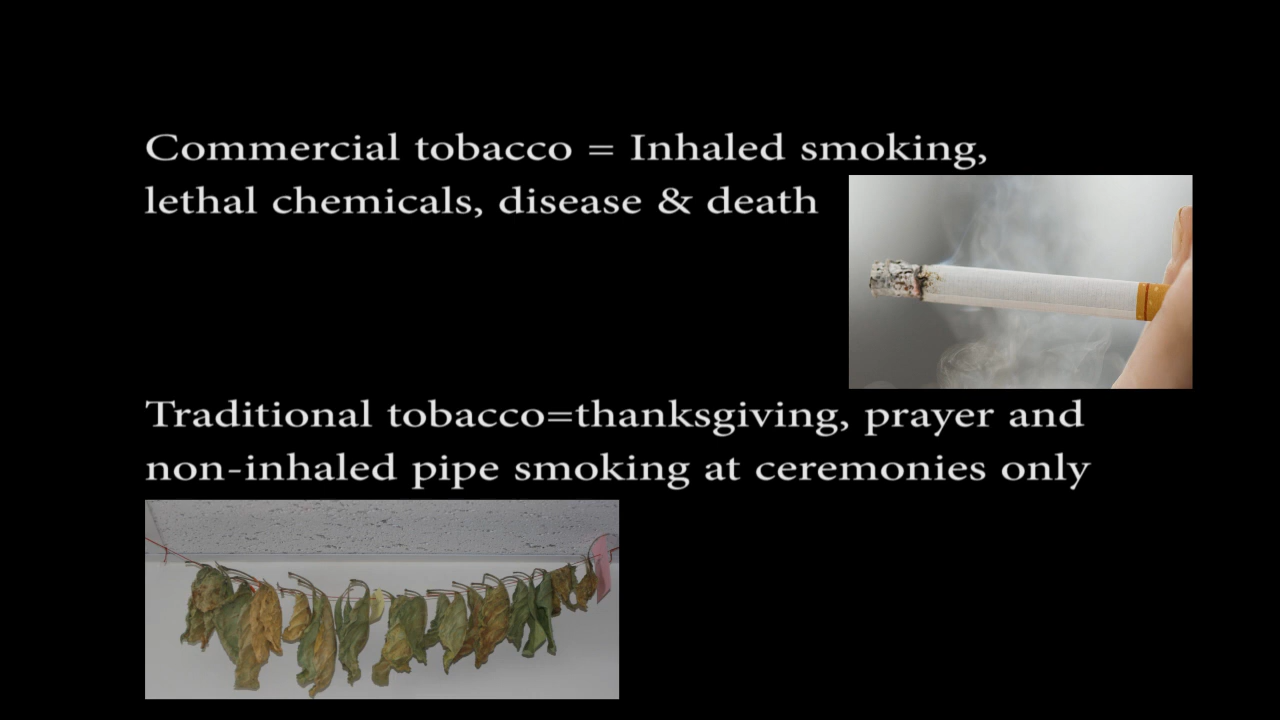 Commercial tobacco = Inhaled smoking,
lethal chemicals, disease & death
Traditional tobacco=thanksgiving, prayer and
non-inhaled pipe smoking at ceremonies only